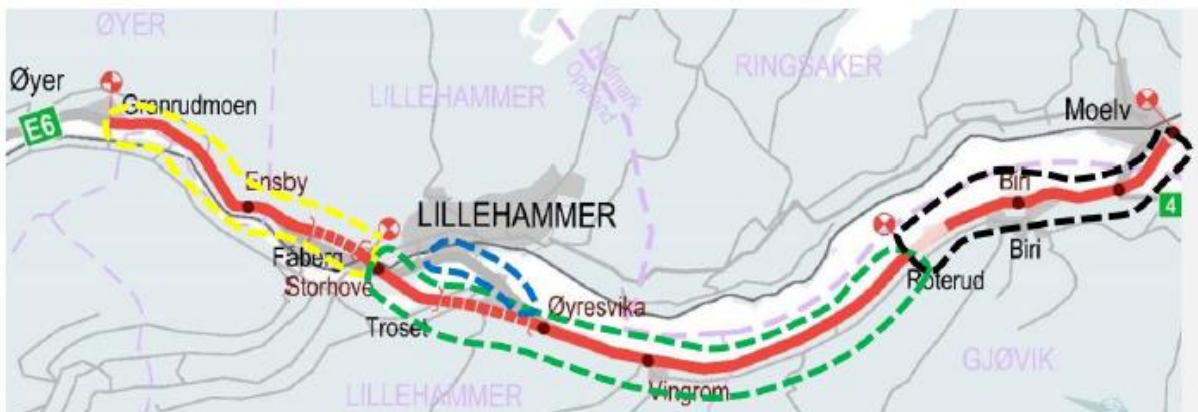 ØYER
Øyer
Granrudmoen
E6
Ensby
Fåberg
Storhove
LILLEHAMMER
LILLEHAMMER
Hedmark
Oppland
RINGSAKER
Moelv
Biri
4
Biri
Roterud
Øyresvika
Troset
Vingrom
LILLEHAMMER
GJØVIK